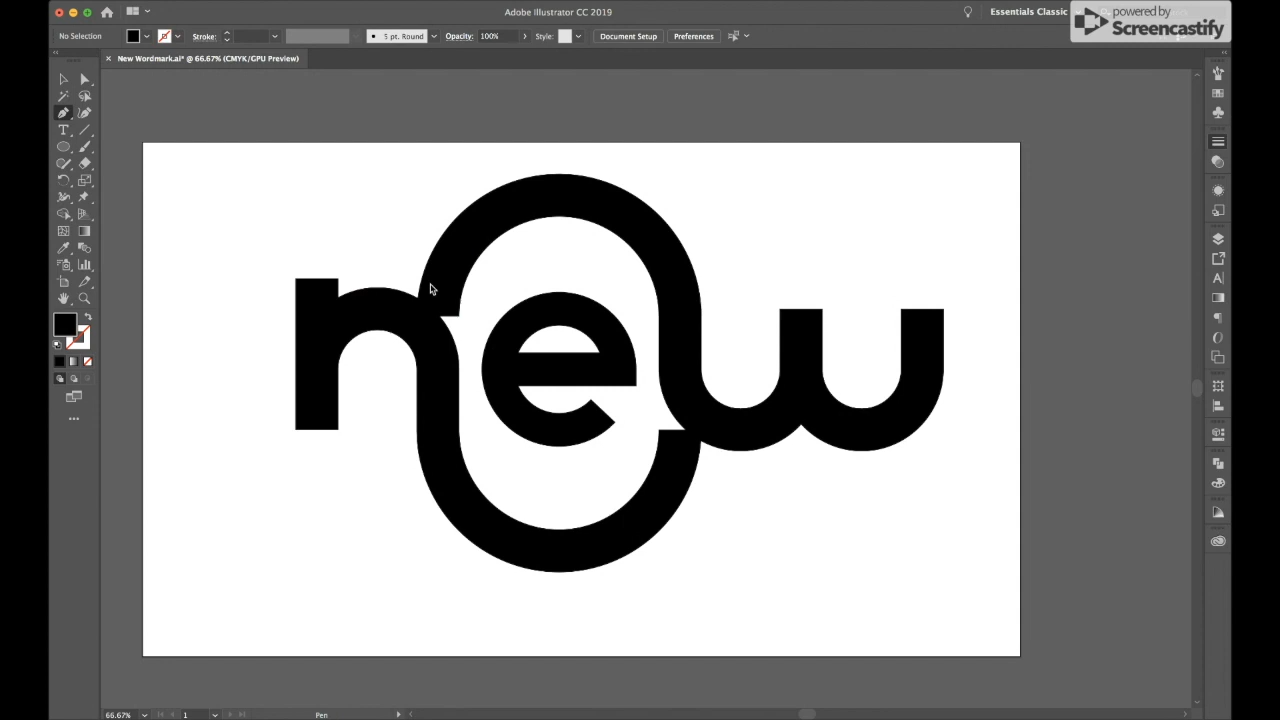 Adobe Illustrator CC 2019
Essentials Classic
powered by
Screencastify
No Selection
Stroke:
5 pt. Round
Opacity: 100%
Style:
Document Setup
Preferences
× New Wordmark.ai* @ 66.67% (CMYK/GPU Preview)
new
66.67%
1
Pen